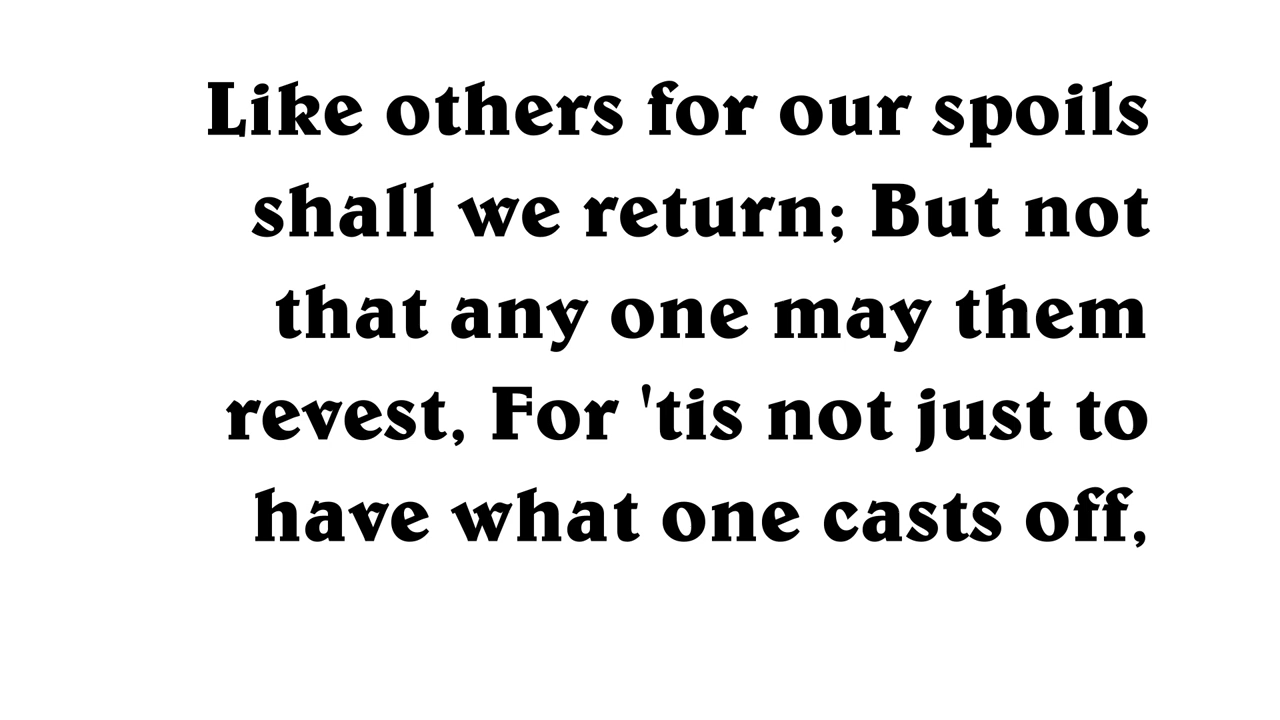 Like others for our spoils
shall we return; But not
that any one may them
revest, For 'tis not just to
have what one casts off,